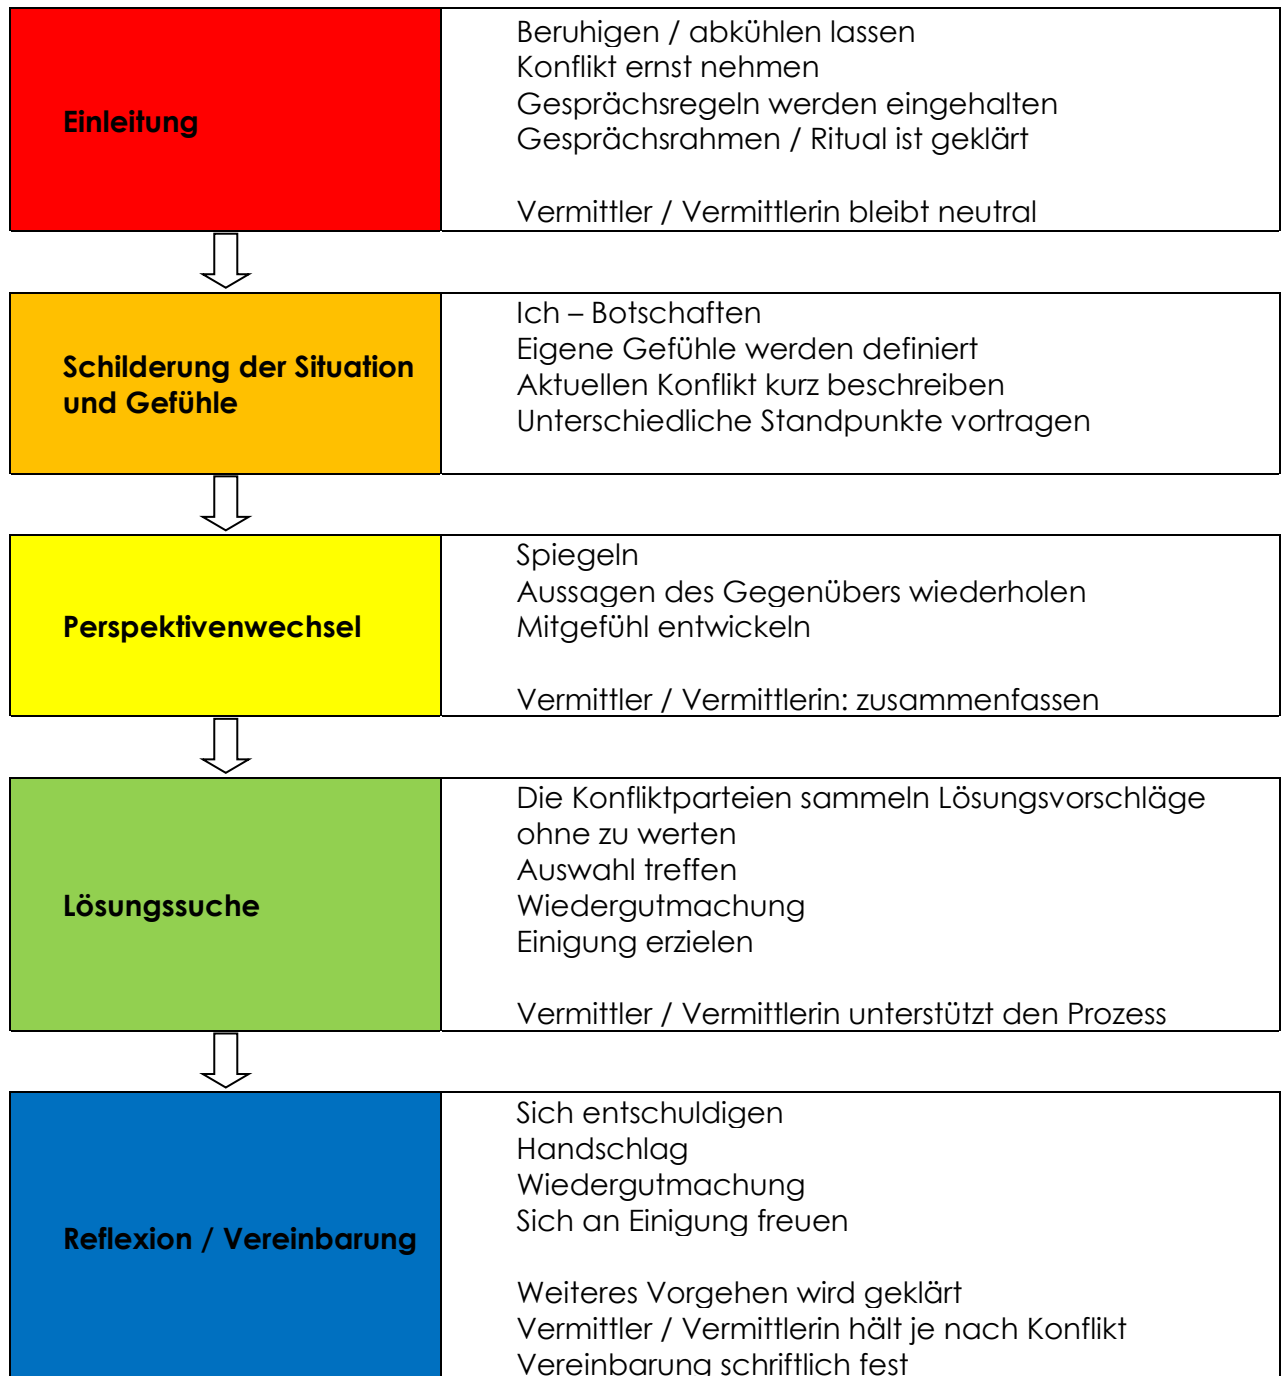 Einleitung
Beruhigen / abkühlen lassen
Konflikt ernst nehmen
Gesprächsregeln werden eingehalten
Gesprächsrahmen / Ritual ist geklärt
Vermittler / Vermittlerin bleibt neutral
Schilderung der Situation
und Gefühle
Ich – Botschaften
Eigene Gefühle werden definiert
Aktuellen Konflikt kurz beschreiben
Unterschiedliche Standpunkte vortragen
Perspektivenwechsel
Spiegeln
Aussagen des Gegenübers wiederholen
Mitgefühl entwickeln
Vermittler / Vermittlerin: zusammenfassen
Lösungssuche
Die Konfliktparteien sammeln Lösungsvorschläge
ohne zu werten
Auswahl treffen
Wiedergutmachung
Einigung erzielen
Vermittler / Vermittlerin unterstützt den Prozess
Reflexion / Vereinbarung
Sich entschuldigen
Handschlag
Wiedergutmachung
Sich an Einigung freuen
Weiteres Vorgehen wird geklärt
Vermittler / Vermittlerin hält je nach Konflikt
Vereinbarung schriftlich fest